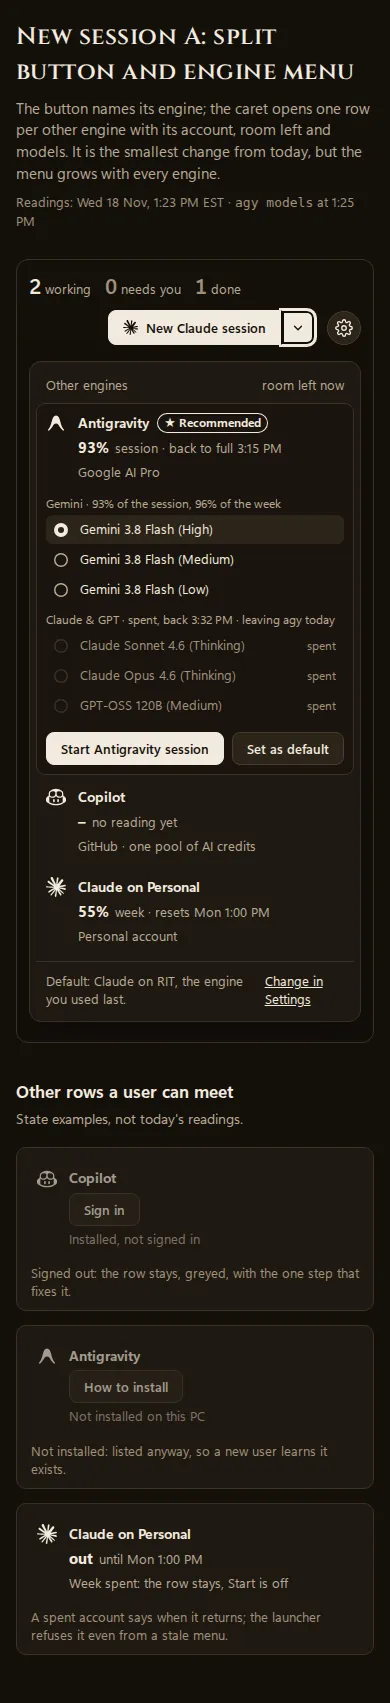 New session A: split
button and engine menu
The button names its engine; the caret opens one row
per other engine with its account, room left and
models. It is the smallest change from today, but the
menu grows with every engine.
Readings: Wed 18 Nov, 1:23 PM EST · agy models at 1:25
PM
2 working 0 needs you 1 done
New Claude session
Other engines room left now
Antigravity ★ Recommended
93% session · back to full 3:15 PM
Google AI Pro
Gemini · 93% of the session, 96% of the week
Gemini 3.8 Flash (High)
Gemini 3.8 Flash (Medium)
Gemini 3.8 Flash (Low)
Claude & GPT · spent, back 3:32 PM · leaving agy today
Claude Sonnet 4.6 (Thinking) spent
Claude Opus 4.6 (Thinking) spent
GPT-OSS 120B (Medium) spent
Start Antigravity session Set as default
Copilot
– no reading yet
GitHub · one pool of AI credits
Claude on Personal
55% week · resets Mon 1:00 PM
Personal account
Default: Claude on RIT, the engine Change in
you used last. Settings
Other rows a user can meet
State examples, not today's readings.
Copilot
Sign in
Installed, not signed in
Signed out: the row stays, greyed, with the one step that
fixes it.
Antigravity
How to install
Not installed on this PC
Not installed: listed anyway, so a new user learns it
exists.
Claude on Personal
out until Mon 1:00 PM
Week spent: the row stays, Start is off
A spent account says when it returns; the launcher
refuses it even from a stale menu.